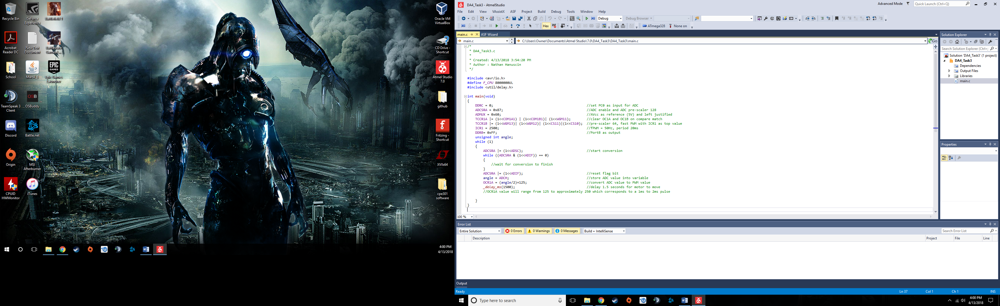 Recycle Bin
GeForce Experience
Battlefield 1
Acrobat Reader DC
New Text Document
Battlestate Games L...
School
Mars4_5
EPIC GAMES
Epic Games Launcher
TeamSpeak 3 Client
OSB
OSBuddy
Discord
Battle.net
Origin
MSI Afterburner
CPUID HWMonitor
iTunes
Oracle VM VirtualBox
CD Drive - Shortcut
Atmel Studio 7.0
github
Fritzing - Shortcut
XVIIx64
cpe301 software
4:00 PM
4/13/2018
DA4_Task3 - AtmelStudio
Advanced Mode
Quick Launch (Ctrl+Q)
File Edit View VAssistX ASF Project Build Debug Tools Window Help
Debug
Debug Browser
Hex
ATmega328
None on
main.c
ASF Wizard
main.c
C:\Users\Owner\Documents\Atmel Studio\7.0\DA4_Task3\DA4_Task3\main.c
Go
/*
* DA4_Task3.c
*
* Created: 4/13/2018 3:54:20 PM
* Author : Nathan Hanuscin
*/
#include <avr/io.h>
#define F_CPU 8000000UL
#include <util/delay.h>
int main(void)
{
DDRC = 0; //set PC0 as input for ADC
ADCSRA = 0x87; //ADC enable and ADC pre-scaler 128
ADMUX = 0x60; //AVcc as reference (5V) and left justified
TCCR1A |= (1<<COM1A1) | (1<<COM1B1)| (1<<WGM11); //clear OC1A and OC1B on compare match
TCCR1B |= (1<<WGM13)| (1<<WGM12)| (1<<CS11)|(1<<CS10); //pre-scaler 64, fast PWM with ICR1 as top value
ICR1 = 2500; //fPWM = 50Hz, period 20ms
DDRB= 0xFF; //PortB as output
unsigned int angle;
while (1)
{
ADCSRA |= (1<<ADSC); //start conversion
while ((ADCSRA & (1<<ADIF)) == 0)
{
//wait for conversion to finish
}
ADCSRA |= (1<<ADIF); //reset flag bit
angle = ADCH; //store ADC value into variable
OCR1A = (angle/2)+125; //convert ADC value to PWM value
_delay_ms(1500); //delay 1.5 seconds for motor to move
//OCR1A value will range from 125 to approximately 250 which corresponds to a 1ms to 2ms pulse
}
}
100 %
Solution Explorer
Search Solution Explorer (Ctrl+;
Solution 'DA4_Task3' (1 project)
DA4_Task3
Dependencies
Output Files
Libraries
main.c
Properties
Error List
Entire Solution
0 Errors
0 Warnings
0 Messages
Build + IntelliSense
Search Error List
Description Project File Line
Output
Ready
Ln 37 Col 1 Ch 1 INS
Type here to search
4:00 PM
4/13/2018